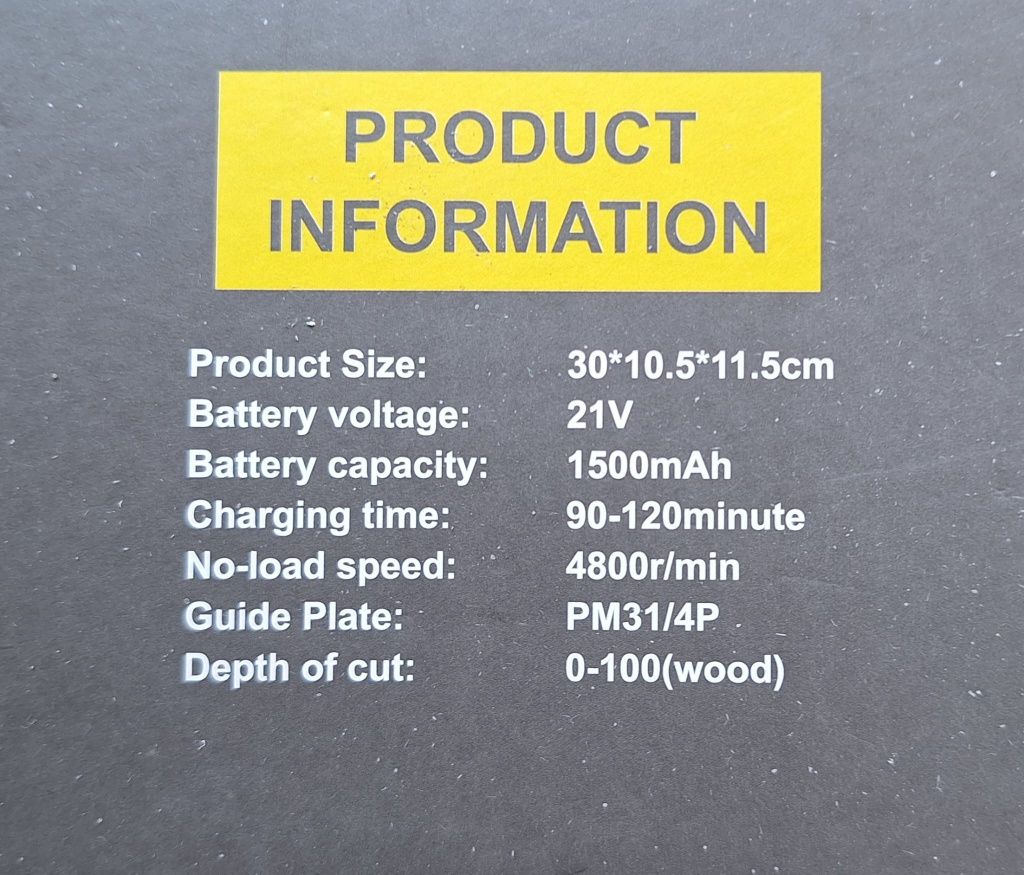 PRODUCT
INFORMATION
Product Size: 30*10.5*11.5cm
Battery voltage: 21V
Battery capacity: 1500mAh
Charging time: 90-120minute
No-load speed: 4800r/min
Guide Plate: PM31/4P
Depth of cut: 0-100(wood)